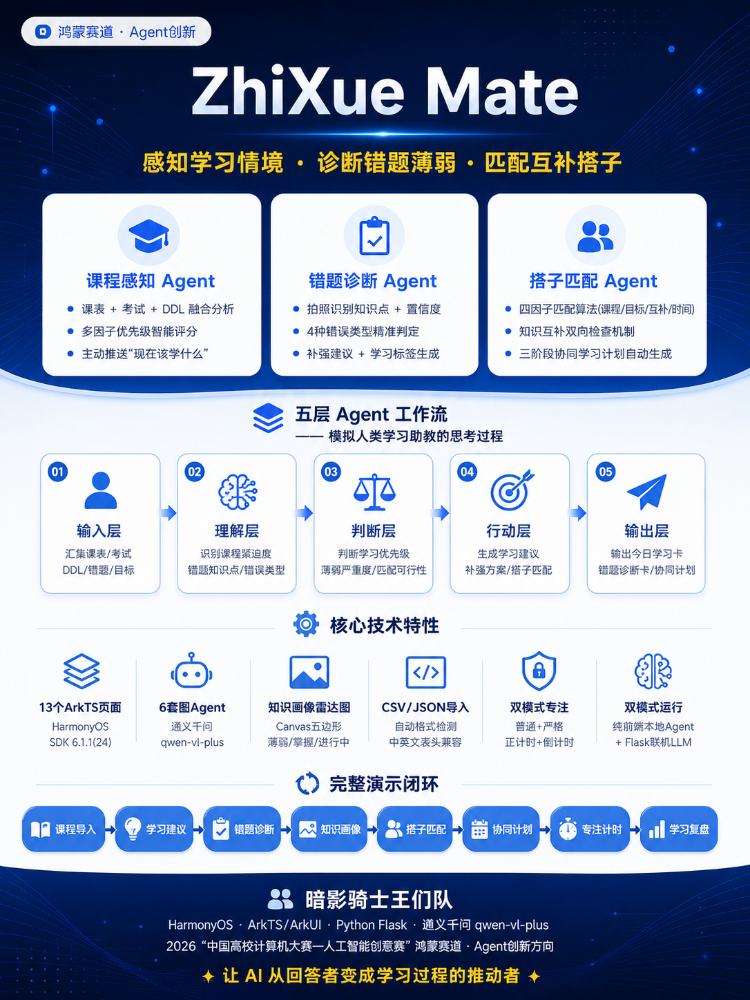 鸿蒙赛道 · Agent创新
ZhiXue Mate
感知学习情境 · 诊断错题薄弱 · 匹配互补搭子
课程感知 Agent
课表 + 考试 + DDL 融合分析
多因子优先级智能评分
主动推送“现在该学什么”
错题诊断 Agent
拍照识别知识点 + 置信度
4种错误类型精准判定
补强建议 + 学习标签生成
搭子匹配 Agent
四因子匹配算法(课程/目标/互补/时间)
知识互补双向检查机制
三阶段协同学习计划自动生成
五层 Agent 工作流
—— 模拟人类学习助教的思考过程
01
输入层
汇集课表/考试
DDL/错题/目标
02
理解层
识别课程紧迫度
错题知识点/错误类型
03
判断层
判断学习优先级
薄弱严重度/匹配可行性
04
行动层
生成学习建议
补强方案/搭子匹配
05
输出层
输出今日学习卡
错题诊断卡/协同计划
核心技术特性
13个ArkTS页面
HarmonyOS
SDK 6.1.1(24)
6套图Agent
通义千问
qwen-vl-plus
知识画像雷达图
Canvas五边形
薄弱/掌握/进行中
CSV/JSON导入
自动格式检测
中英文表头兼容
双模式专注
普通+严格
正计时+倒计时
双模式运行
纯前端本地Agent
+ Flask联机LLM
完整演示闭环
课程导入
学习建议
错题诊断
知识画像
搭子匹配
协同计划
专注计时
学习复盘
暗影骑士王们队
HarmonyOS · ArkTS/ArkUI · Python Flask · 通义千问 qwen-vl-plus
2026 “中国高校计算机大赛—人工智能创意赛” 鸿蒙赛道 · Agent创新方向
让 AI 从回答者变成学习过程的推动者